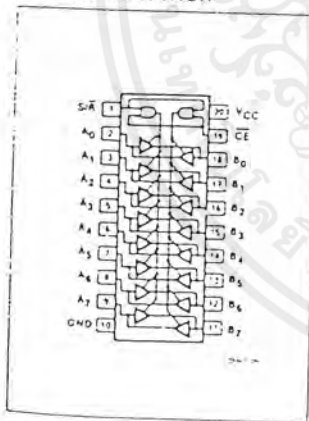 S/Ā 1
20 VCC
A0 2
19 C̅E̅
A1 3
18 B0
A2 4
17 B1
A3 5
16 B2
A4 6
15 B3
A5 7
14 B4
A6 8
13 B5
A7 9
12 B6
GND 10
11 B7